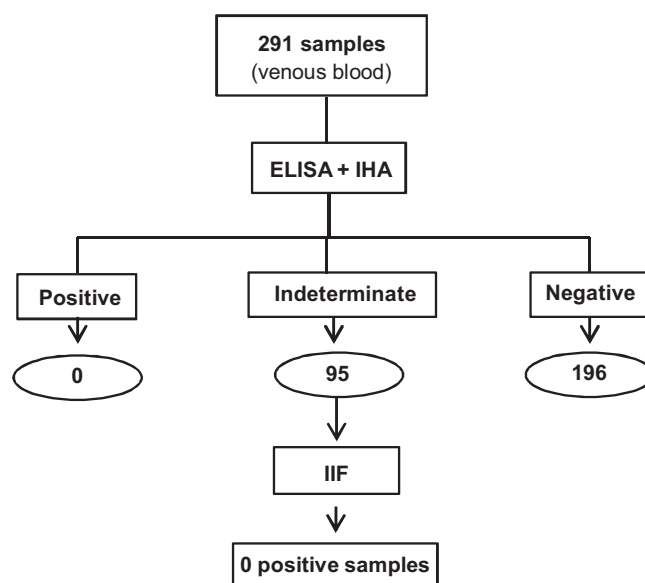 291 samples
(venous blood)
ELISA + IHA
Positive
Indeterminate
Negative
0
95
196
IIF
0 positive samples